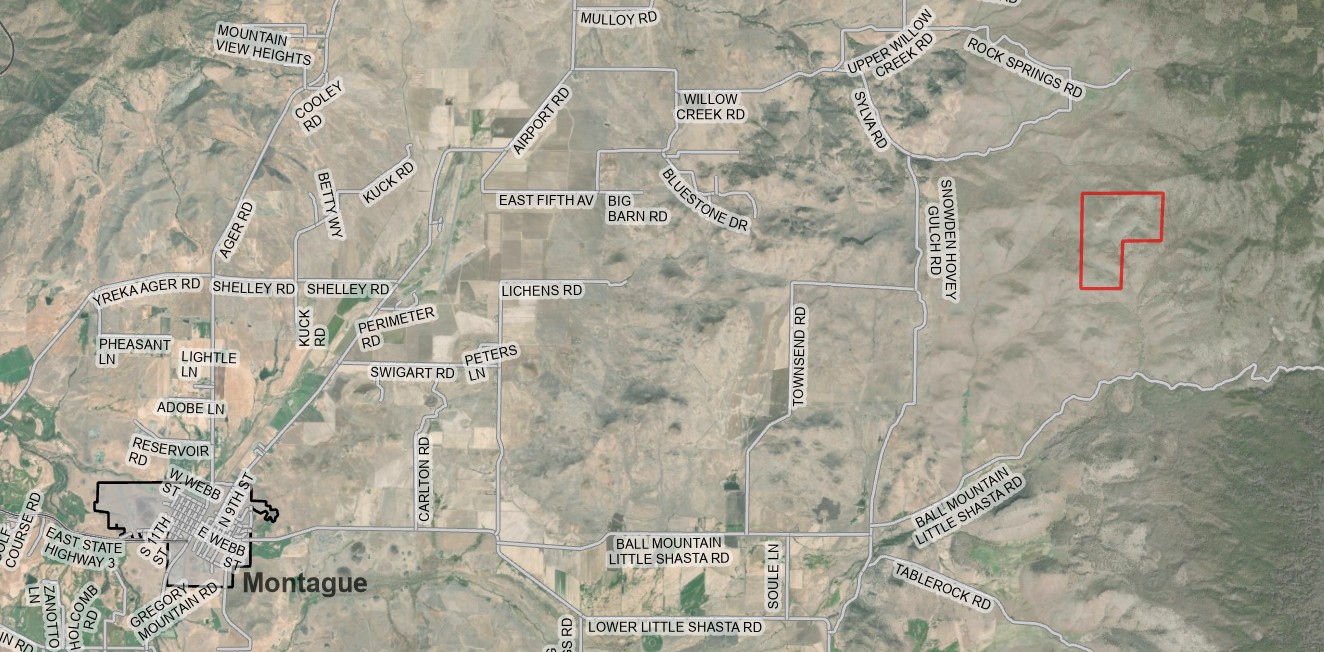 MULLOY RD
MOUNTAIN
VIEW HEIGHTS
UPPER WILLOW
CREEK RD
ROCK SPRINGS RD
COOLEY
RD
AIRPORT RD
WILLOW
CREEK RD
SYLVA RD
BETTY WY
KUCK RD
EAST FIFTH AV
BIG
BARN RD
BLUESTONE DR
SNOWDEN HOVEY
GULCH RD
AGER RD
YREKA AGER RD
SHELLEY RD
SHELLEY RD
LICHENS RD
KUCK
RD
PERIMETER
RD
TOWNSEND RD
PHEASANT
LN
LIGHTLE
LN
PETERS
LN
SWIGART RD
ADOBE LN
RESERVOIR
RD
CARLTON RD
W WEBB
ST
N 9TH ST
COURSE RD
EAST STATE
HIGHWAY 3
S 11TH
ST
E WEBB
ST
BALL MOUNTAIN
LITTLE SHASTA RD
BALL MOUNTAIN
LITTLE SHASTA RD
SOULE LN
TABLEROCK RD
Montague
ZANOTTO
LN
HOLCOMB
RD
GREGORY
MOUNTAIN RD
LOWER LITTLE SHASTA RD
RD